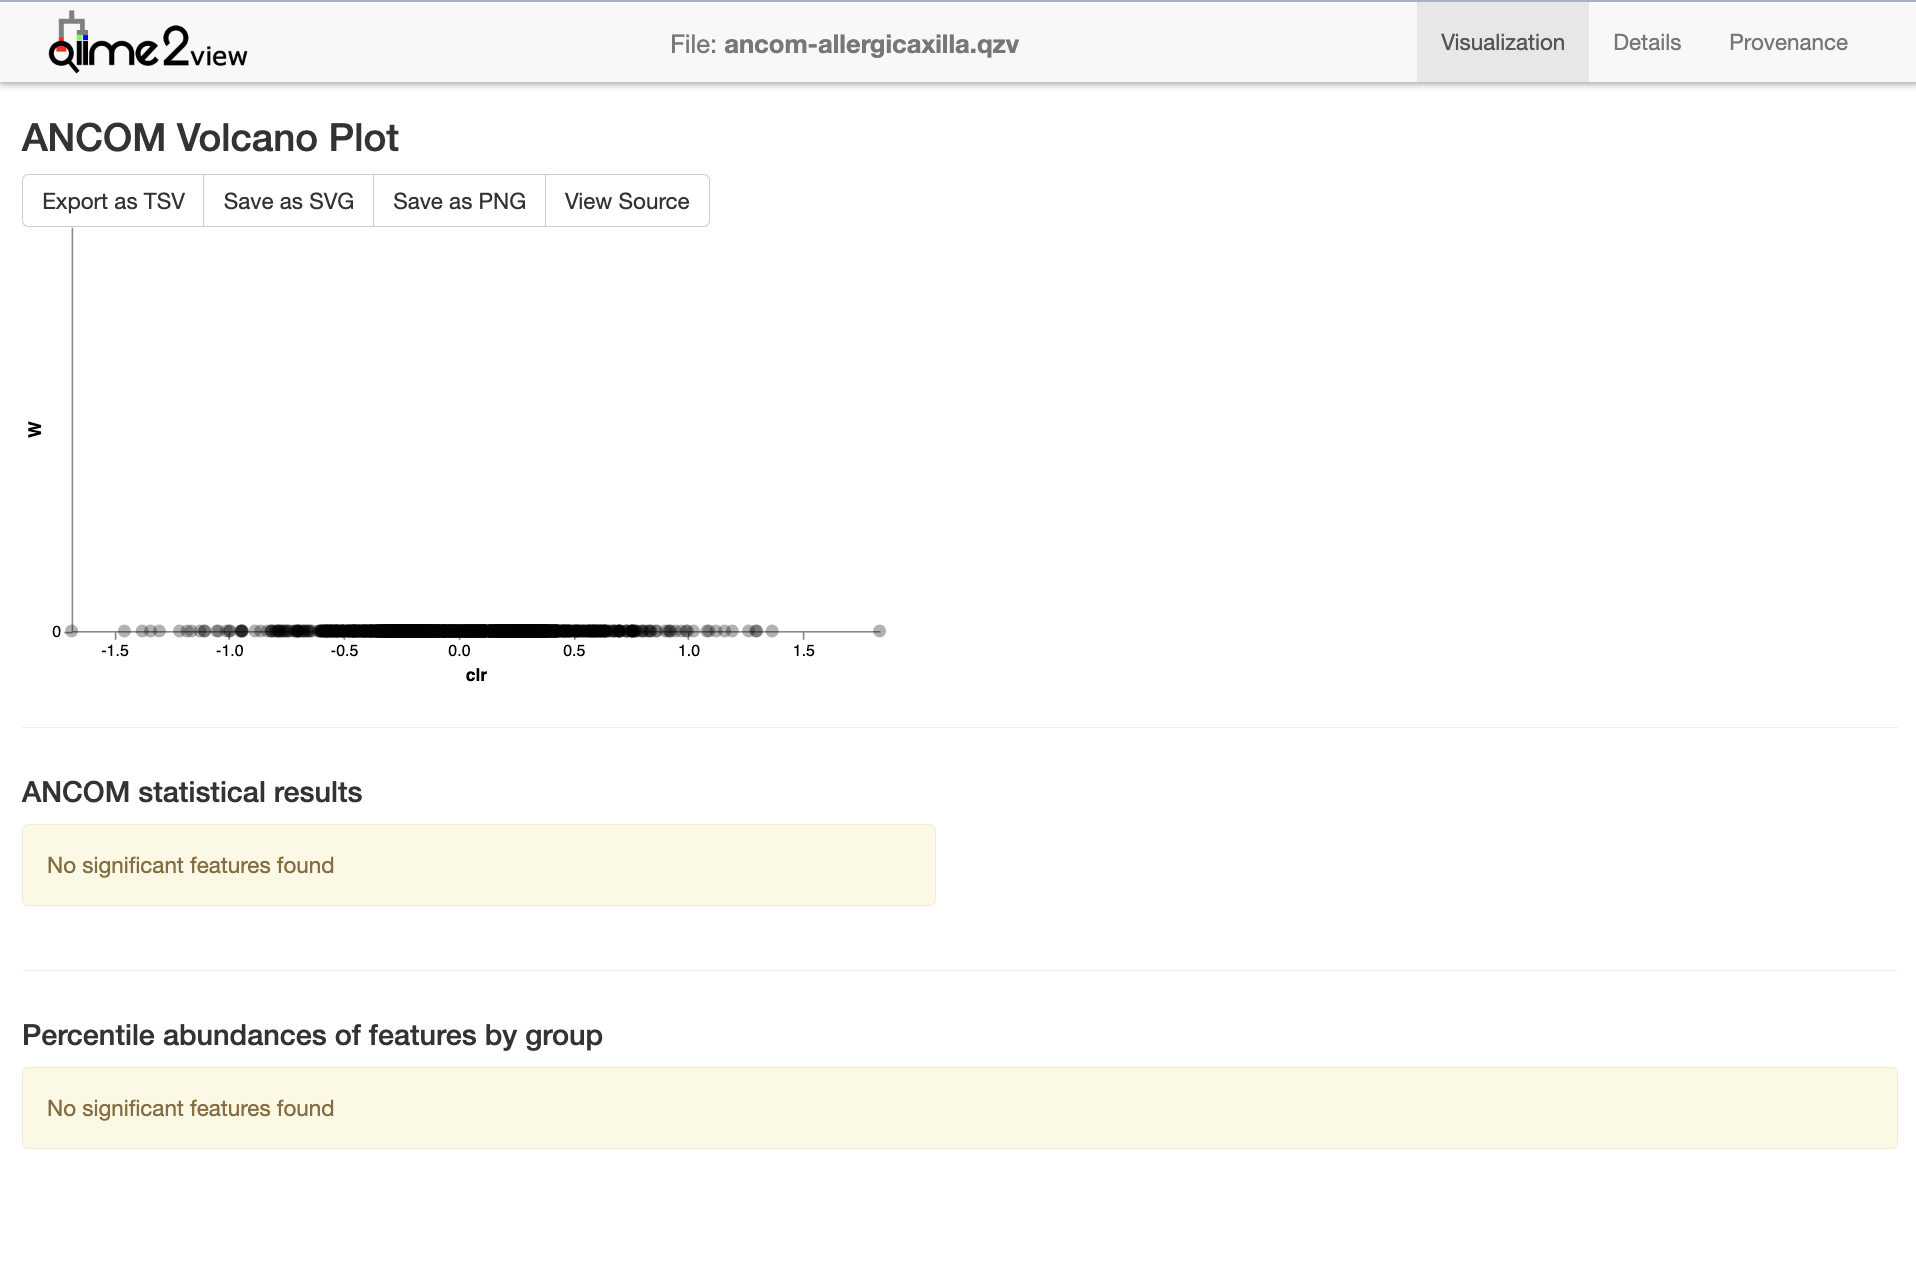 qiime2view
File: ancom-allergicaxilla.qzv
Visualization
Details
Provenance
ANCOM Volcano Plot
Export as TSV
Save as SVG
Save as PNG
View Source
W
0
-1.5 -1.0 -0.5 0.0 0.5 1.0 1.5
clr
ANCOM statistical results
No significant features found
Percentile abundances of features by group
No significant features found